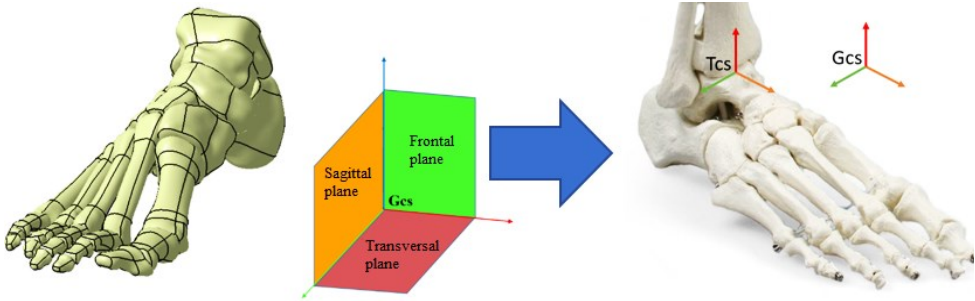 Frontal
plane
Sagittal
plane
Gcs
Transversal
plane
Tcs
Gcs